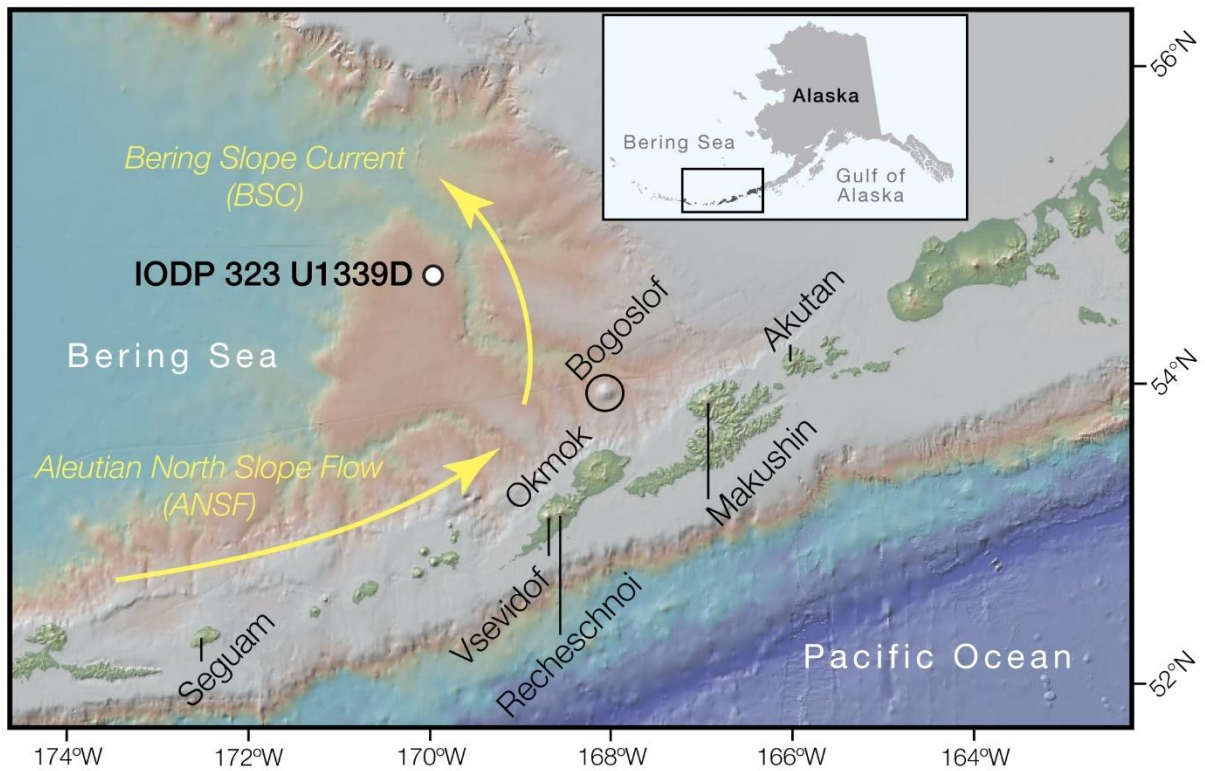 56°N
Alaska
Bering Sea
Gulf of
Alaska
Bering Slope Current
(BSC)
IODP 323 U1339D
Bogoslof
Akutan
Bering Sea
54°N
Aleutian North Slope Flow
(ANSF)
Okmok
Makushin
Vsevidof
Recheschnoi
Seguam
Pacific Ocean
52°N
174°W
172°W
170°W
168°W
166°W
164°W